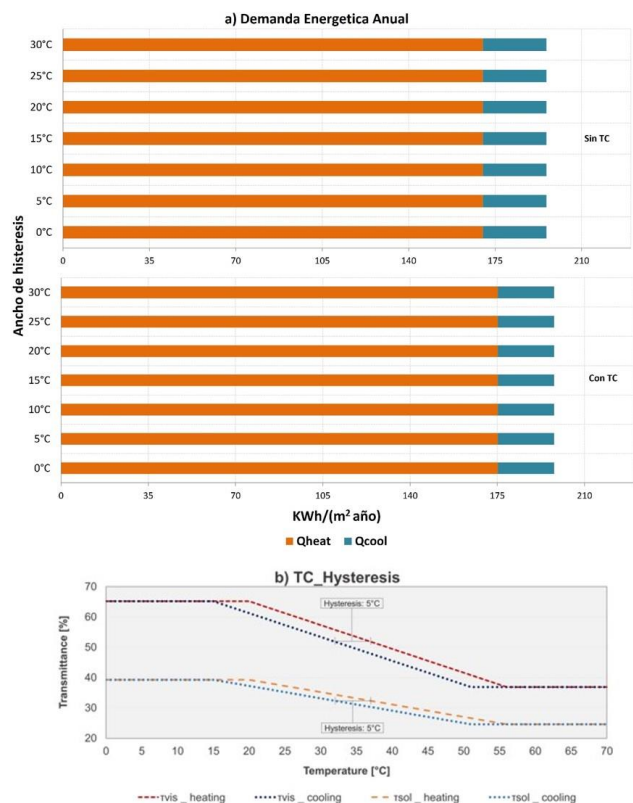 a) Demanda Energetica Anual
Ancho de histeresis
30°C
25°C
20°C
15°C
Sin TC
10°C
5°C
0°C
0 35 70 105 140 175 210
30°C
25°C
20°C
15°C
Con TC
10°C
5°C
0°C
0 35 70 105 140 175 210
KWh/(m² año)
Qheat Qcool
b) TC_Hysteresis
Transmittance [%]
70
60
50
40
30
20
Hysteresis: 5°C
Hysteresis: 5°C
0 5 10 15 20 25 30 35 40 45 50 55 60 65 70
Temperature [°C]
τvis _ heating τvis _ cooling τsol _ heating τsol _ cooling